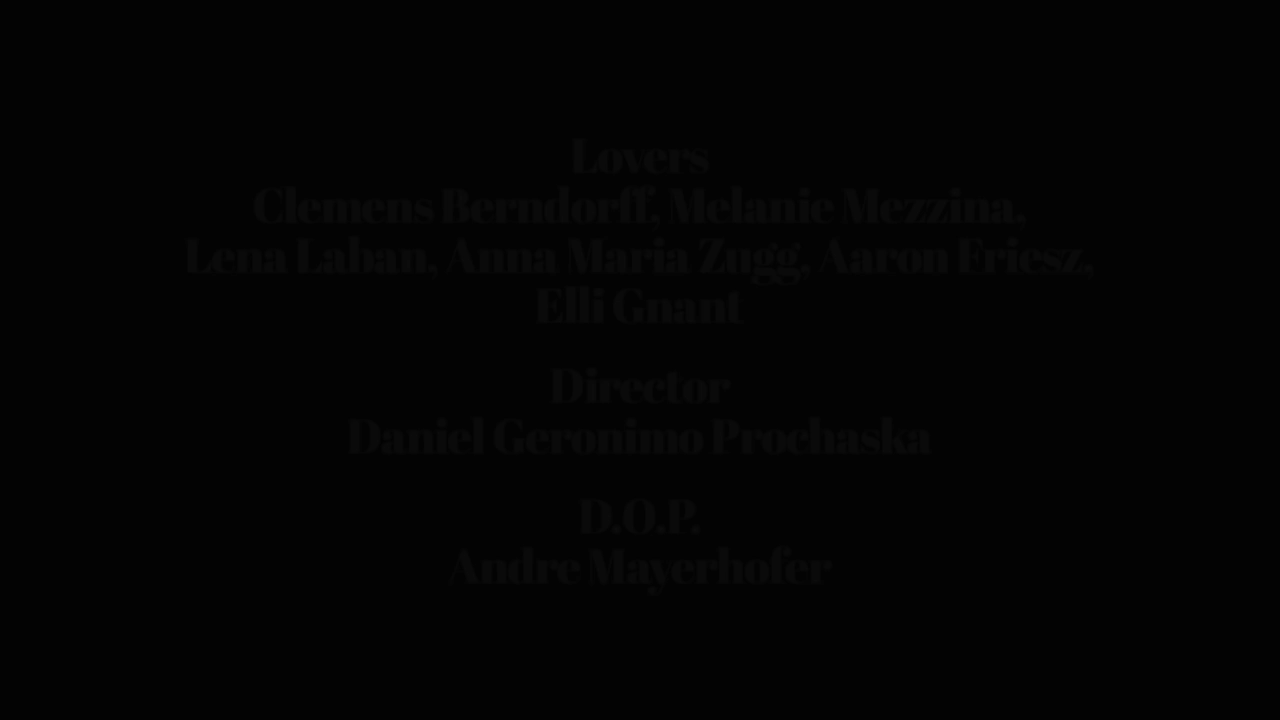 Lovers
Clemens Berndorff, Melanie Mezzina,
Lena Laban, Anna Maria Zugg, Aaron Friesz,
Elli Gnant
Director
Daniel Geronimo Prochaska
D.O.P.
Andre Mayerhofer